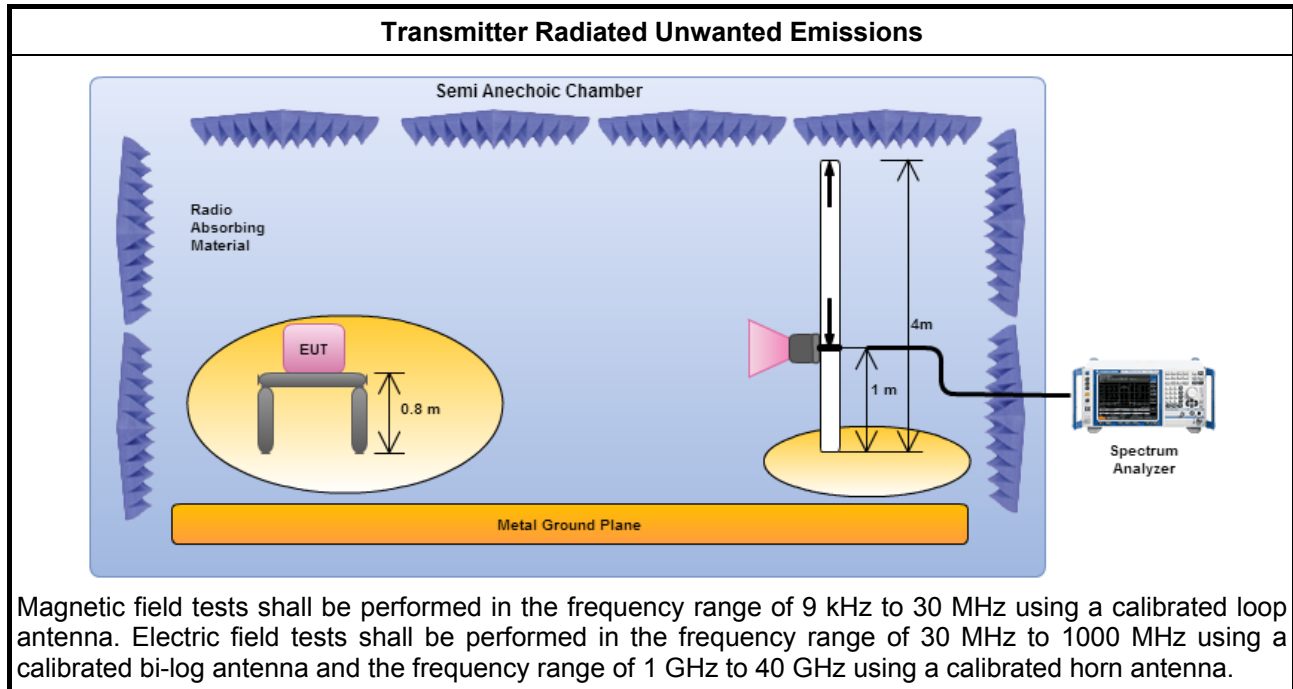 Transmitter Radiated Unwanted Emissions
Semi Anechoic Chamber
Radio
Absorbing
Material
EUT
0.8 m
4m
1 m
Spectrum
Analyzer
Metal Ground Plane
Magnetic field tests shall be performed in the frequency range of 9 kHz to 30 MHz using a calibrated loop
antenna. Electric field tests shall be performed in the frequency range of 30 MHz to 1000 MHz using a
calibrated bi-log antenna and the frequency range of 1 GHz to 40 GHz using a calibrated horn antenna.